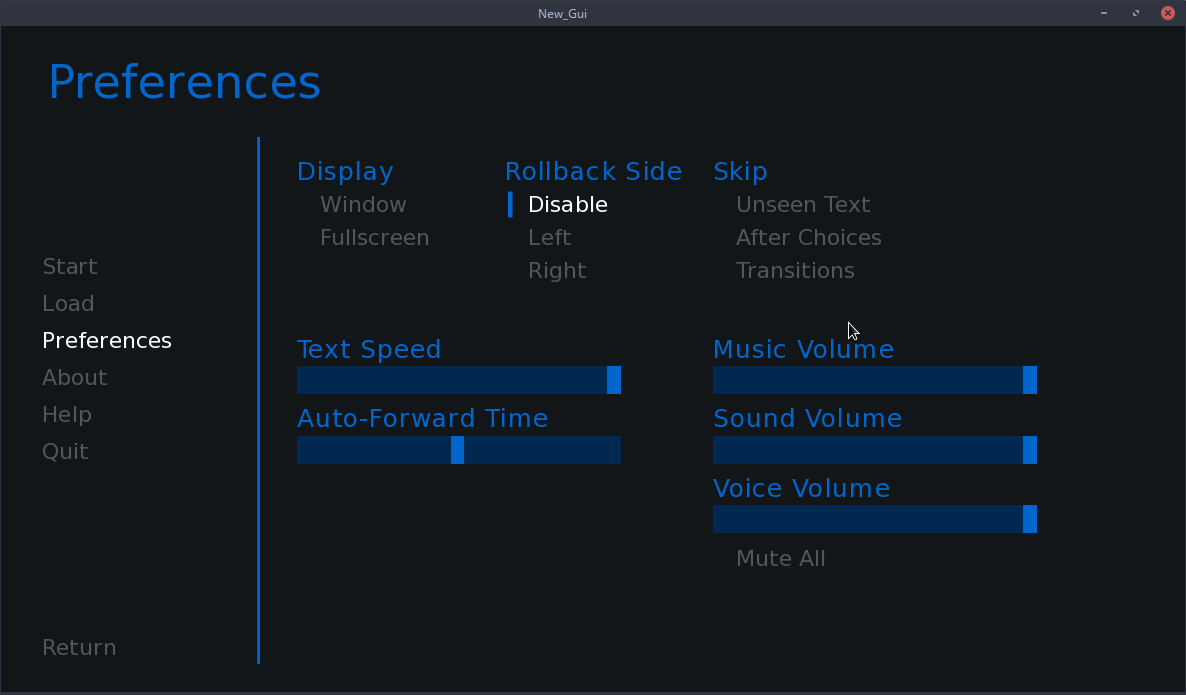 New_Gui
Preferences
Start
Load
Preferences
About
Help
Quit
Return
Display
Window
Fullscreen
Rollback Side
Disable
Left
Right
Skip
Unseen Text
After Choices
Transitions
Text Speed
Auto-Forward Time
Music Volume
Sound Volume
Voice Volume
Mute All